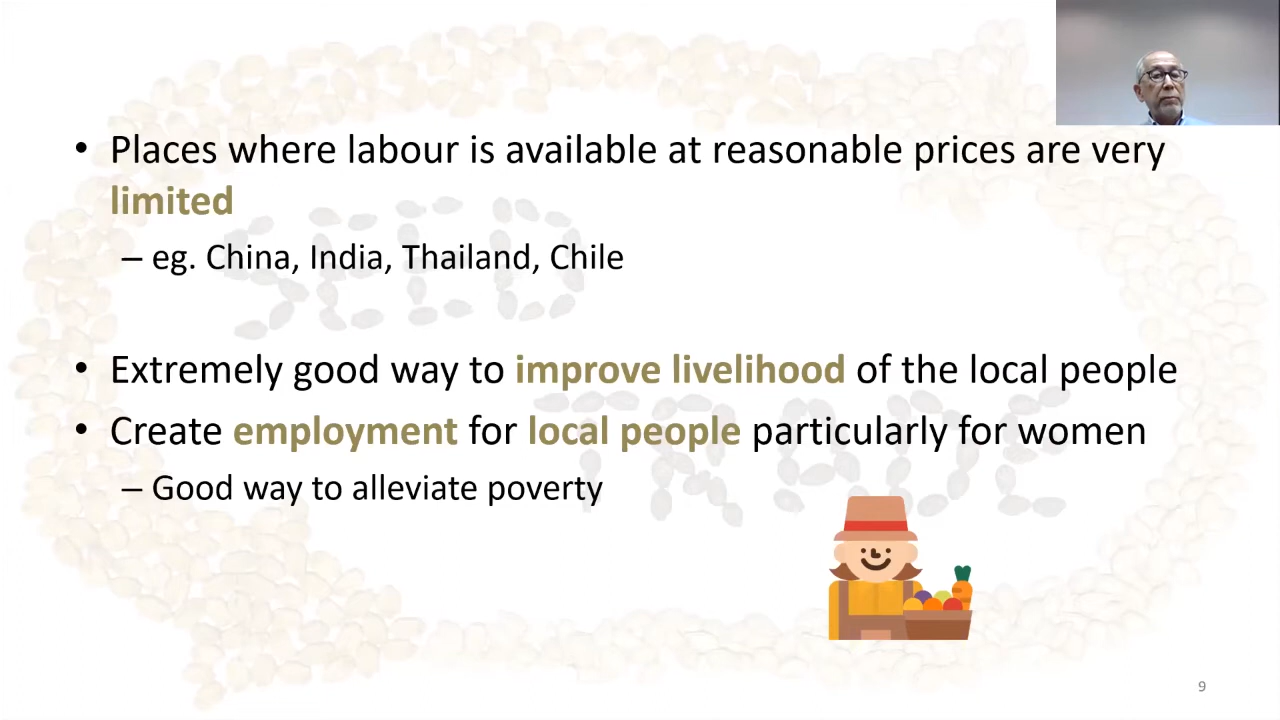 • Places where labour is available at reasonable prices are very
limited
– eg. China, India, Thailand, Chile
• Extremely good way to improve livelihood of the local people
• Create employment for local people particularly for women
– Good way to alleviate poverty
SEED
TRADE
9